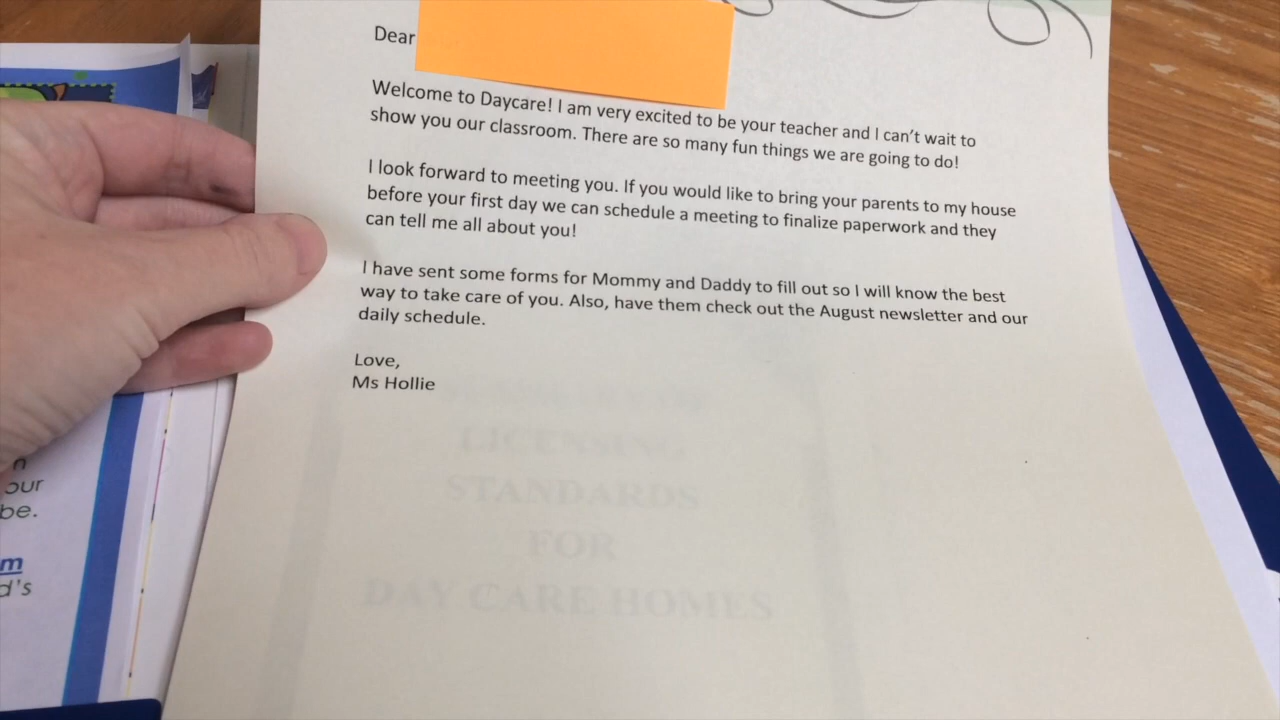 Dear
Welcome to Daycare! I am very excited to be your teacher and I can't wait to
show you our classroom. There are so many fun things we are going to do!
I look forward to meeting you. If you would like to bring your parents to my house
before your first day we can schedule a meeting to finalize paperwork and they
can tell me all about you!
I have sent some forms for Mommy and Daddy to fill out so I will know the best
way to take care of you. Also, have them check out the August newsletter and our
daily schedule.
Love,
Ms Hollie
LICENSING
STANDARDS
FOR
DAY CARE HOMES
be.
m
d's